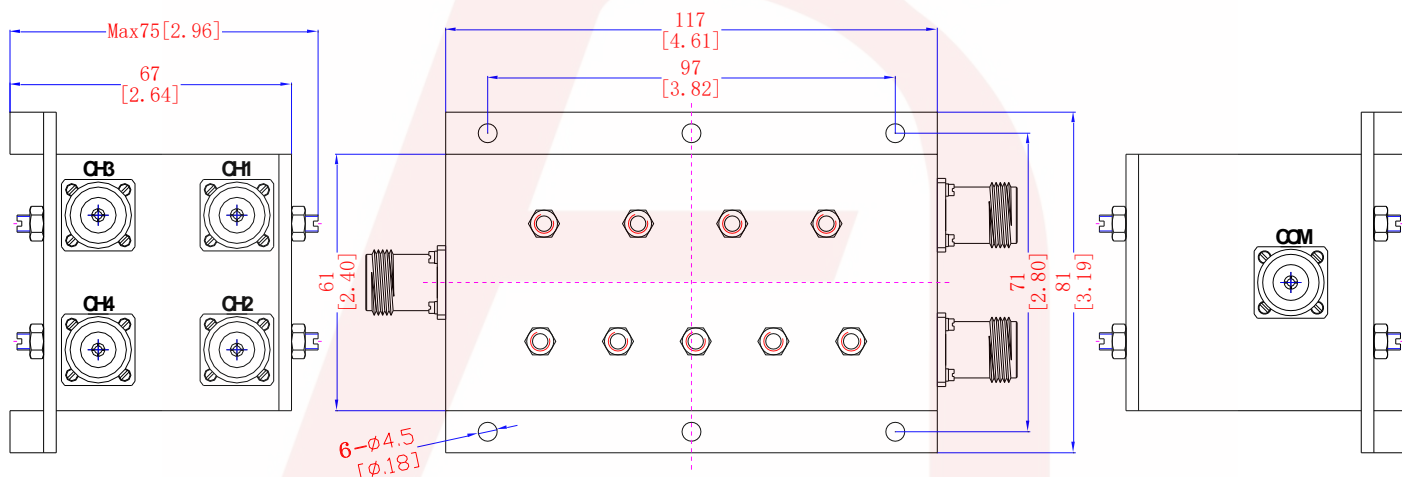 Max75[2.96]
67
[2.64]
CH3
CH1
CH4
CH2
117
[4.61]
97
[3.82]
61
[2.40]
71
[2.80]
81
[3.19]
6-Ø4.5
[Ø.18]
COM